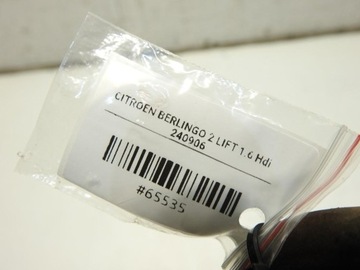 CITROEN BERLINGO 2 LIFT 1.6 Hdi
240906
#65535